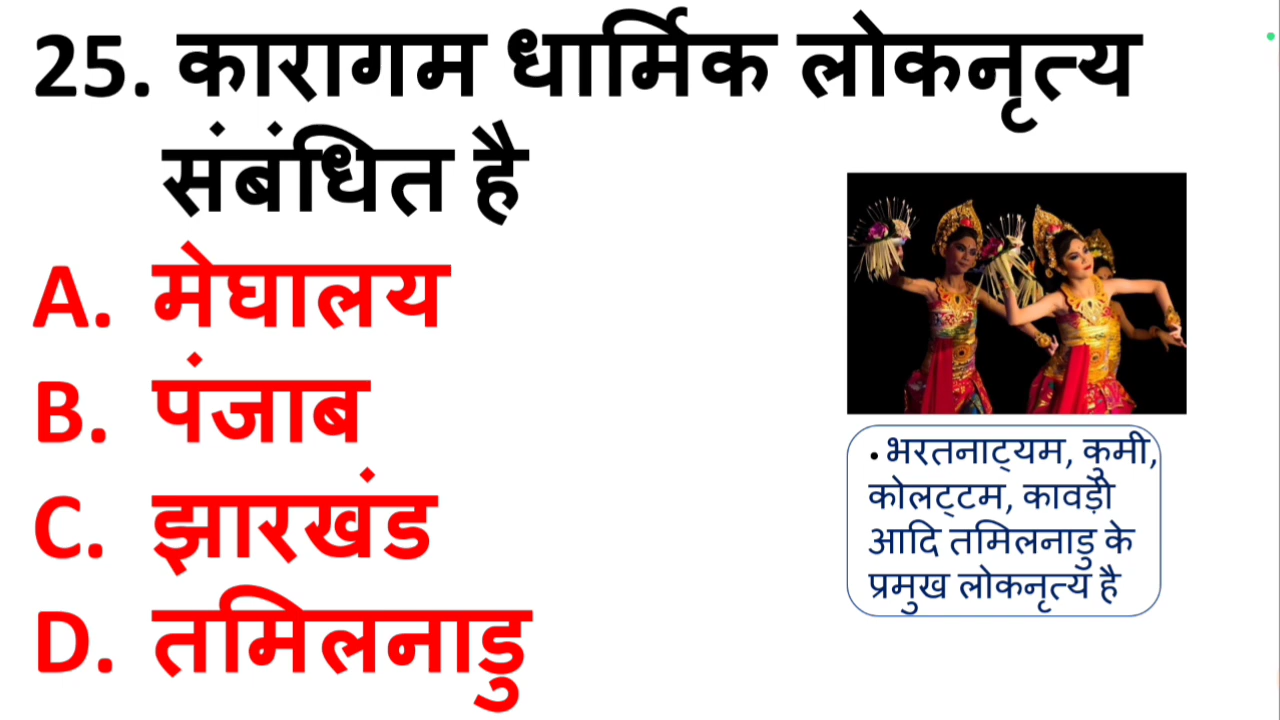 25. कारागम धार्मिक लोकनृत्य
संबंधित है
A. मेघालय
B. पंजाब
C. झारखंड
D. तमिलनाडु
• भरतनाट्यम, कुमी,
कोलट्टम, कावड़ी
आदि तमिलनाडु के
प्रमुख लोकनृत्य है